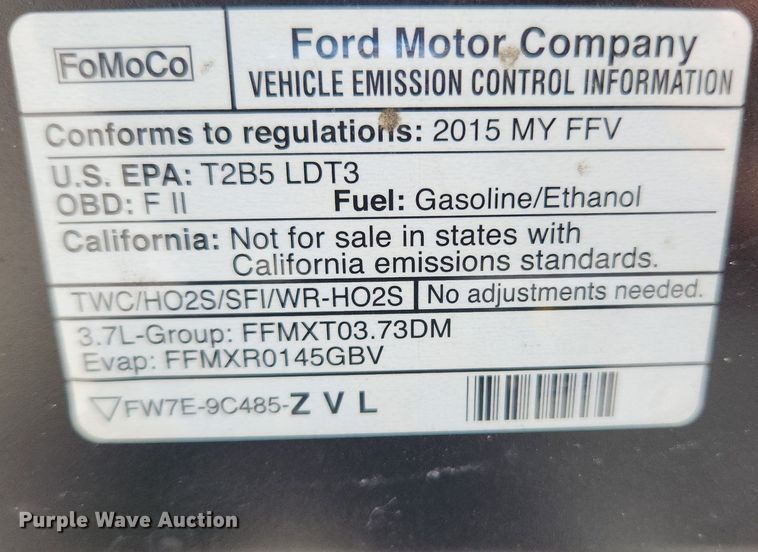 FoMoCo
Ford Motor Company
VEHICLE EMISSION CONTROL INFORMATION
Conforms to regulations: 2015 MY FFV
U.S. EPA: T2B5 LDT3
OBD: F II Fuel: Gasoline/Ethanol
California: Not for sale in states with
California emissions standards.
TWC/HO2S/SFI/WR-HO2S No adjustments needed.
3.7L-Group: FFMXT03.73DM
Evap: FFMXR0145GBV
FW7E-9C485-Z V L
Purple Wave Auction